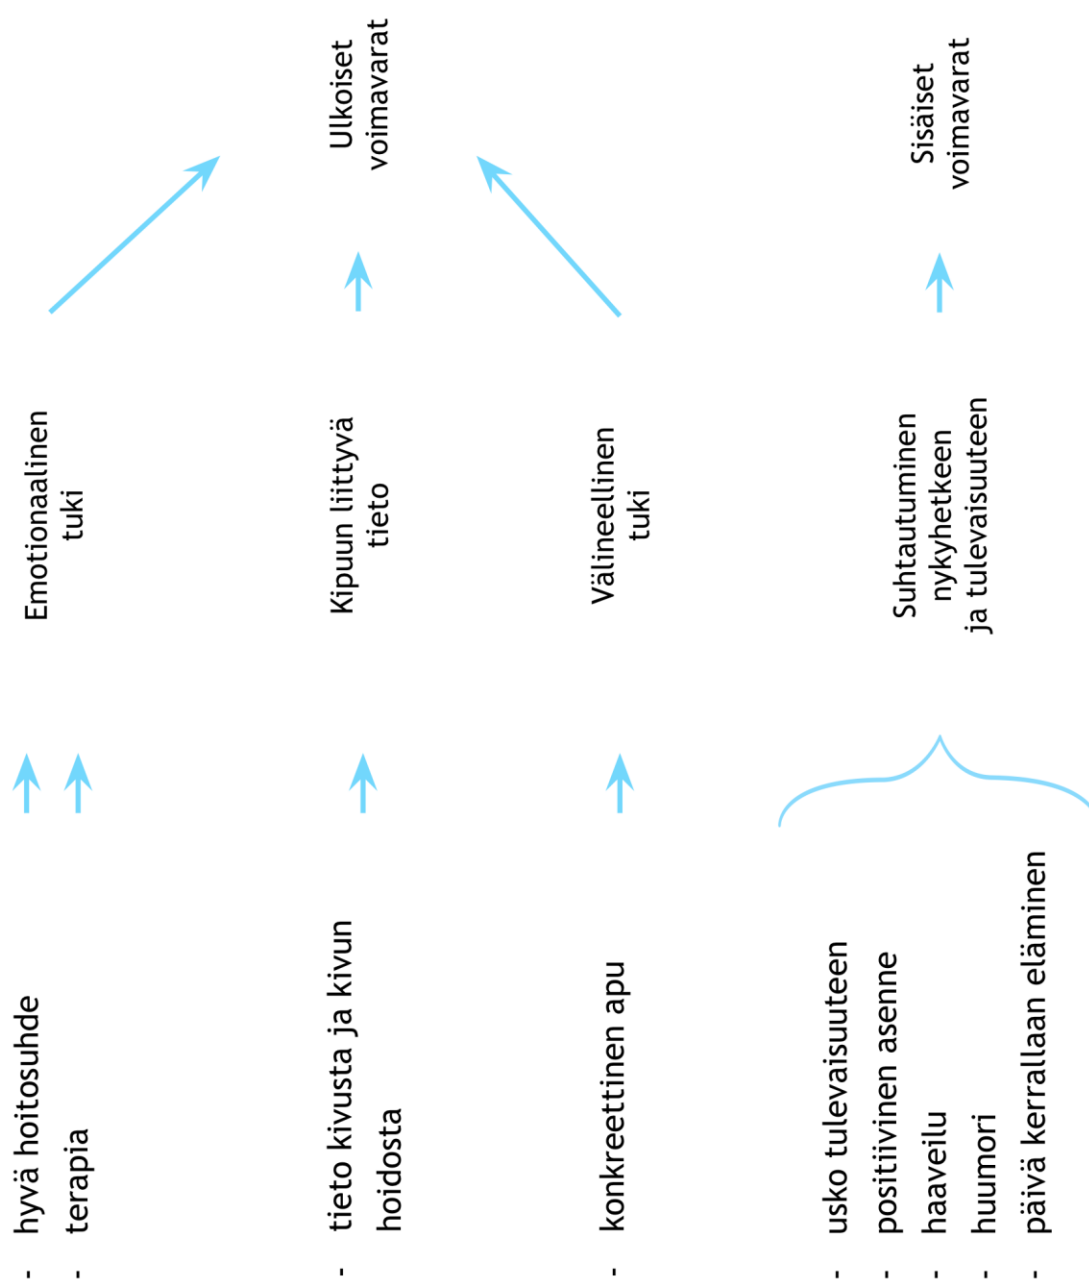 - hyvä hoitosuhde
- terapia
Emotionaalinen
tuki
- tieto kivusta ja kivun
hoidosta
Kipuun liittyvä
tieto
Ulkoiset
voimavarat
- konkreettinen apu
Välineellinen
tuki
- usko tulevaisuuteen
- positiivinen asenne
- haaveilu
- huumori
- päivä kerrallaan eläminen
Suhtautuminen
nykyhetkeen
ja tulevaisuuteen
Sisäiset
voimavarat